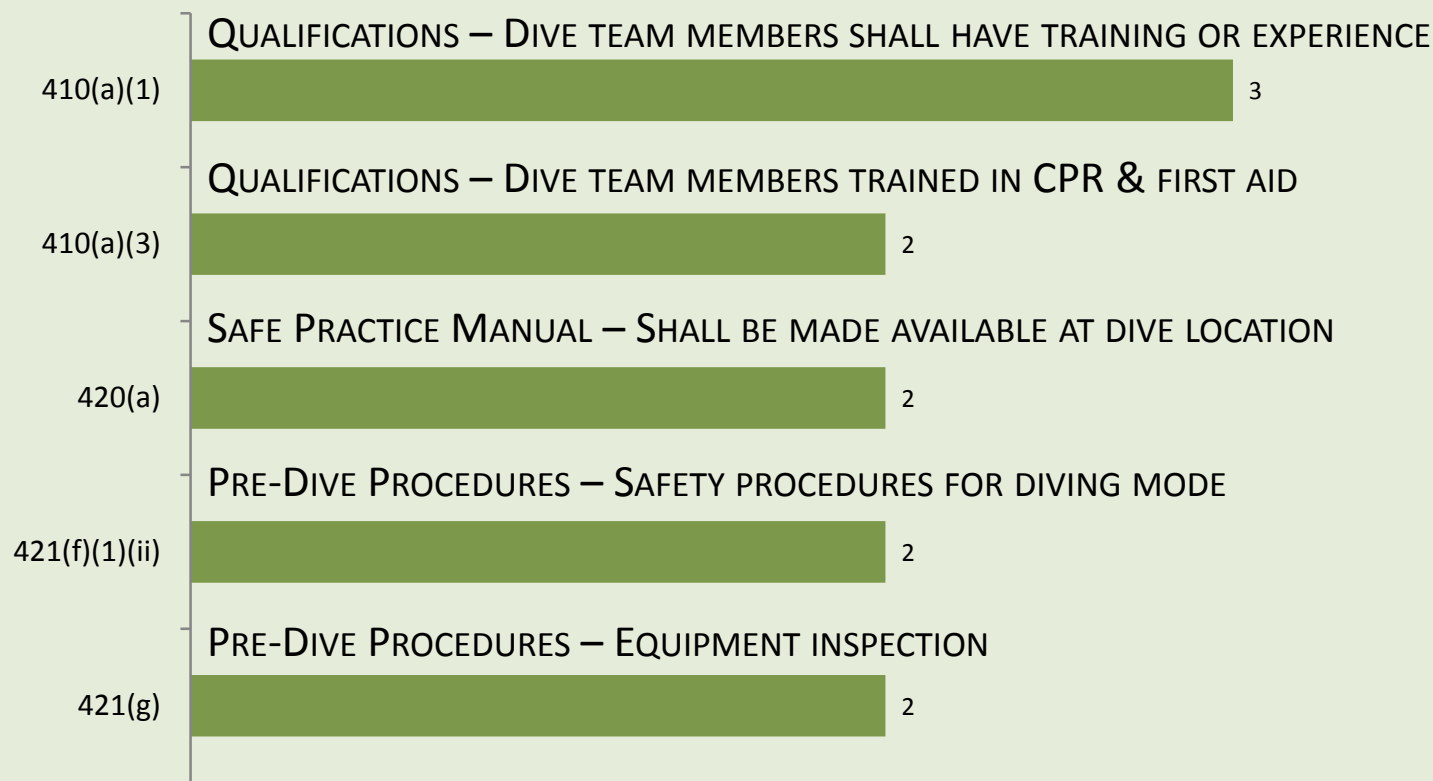 QUALIFICATIONS – DIVE TEAM MEMBERS SHALL HAVE TRAINING OR EXPERIENCE
410(a)(1)
3
QUALIFICATIONS – DIVE TEAM MEMBERS TRAINED IN CPR & FIRST AID
410(a)(3)
2
SAFE PRACTICE MANUAL – SHALL BE MADE AVAILABLE AT DIVE LOCATION
420(a)
2
PRE-DIVE PROCEDURES – SAFETY PROCEDURES FOR DIVING MODE
421(f)(1)(ii)
2
PRE-DIVE PROCEDURES – EQUIPMENT INSPECTION
421(g)
2